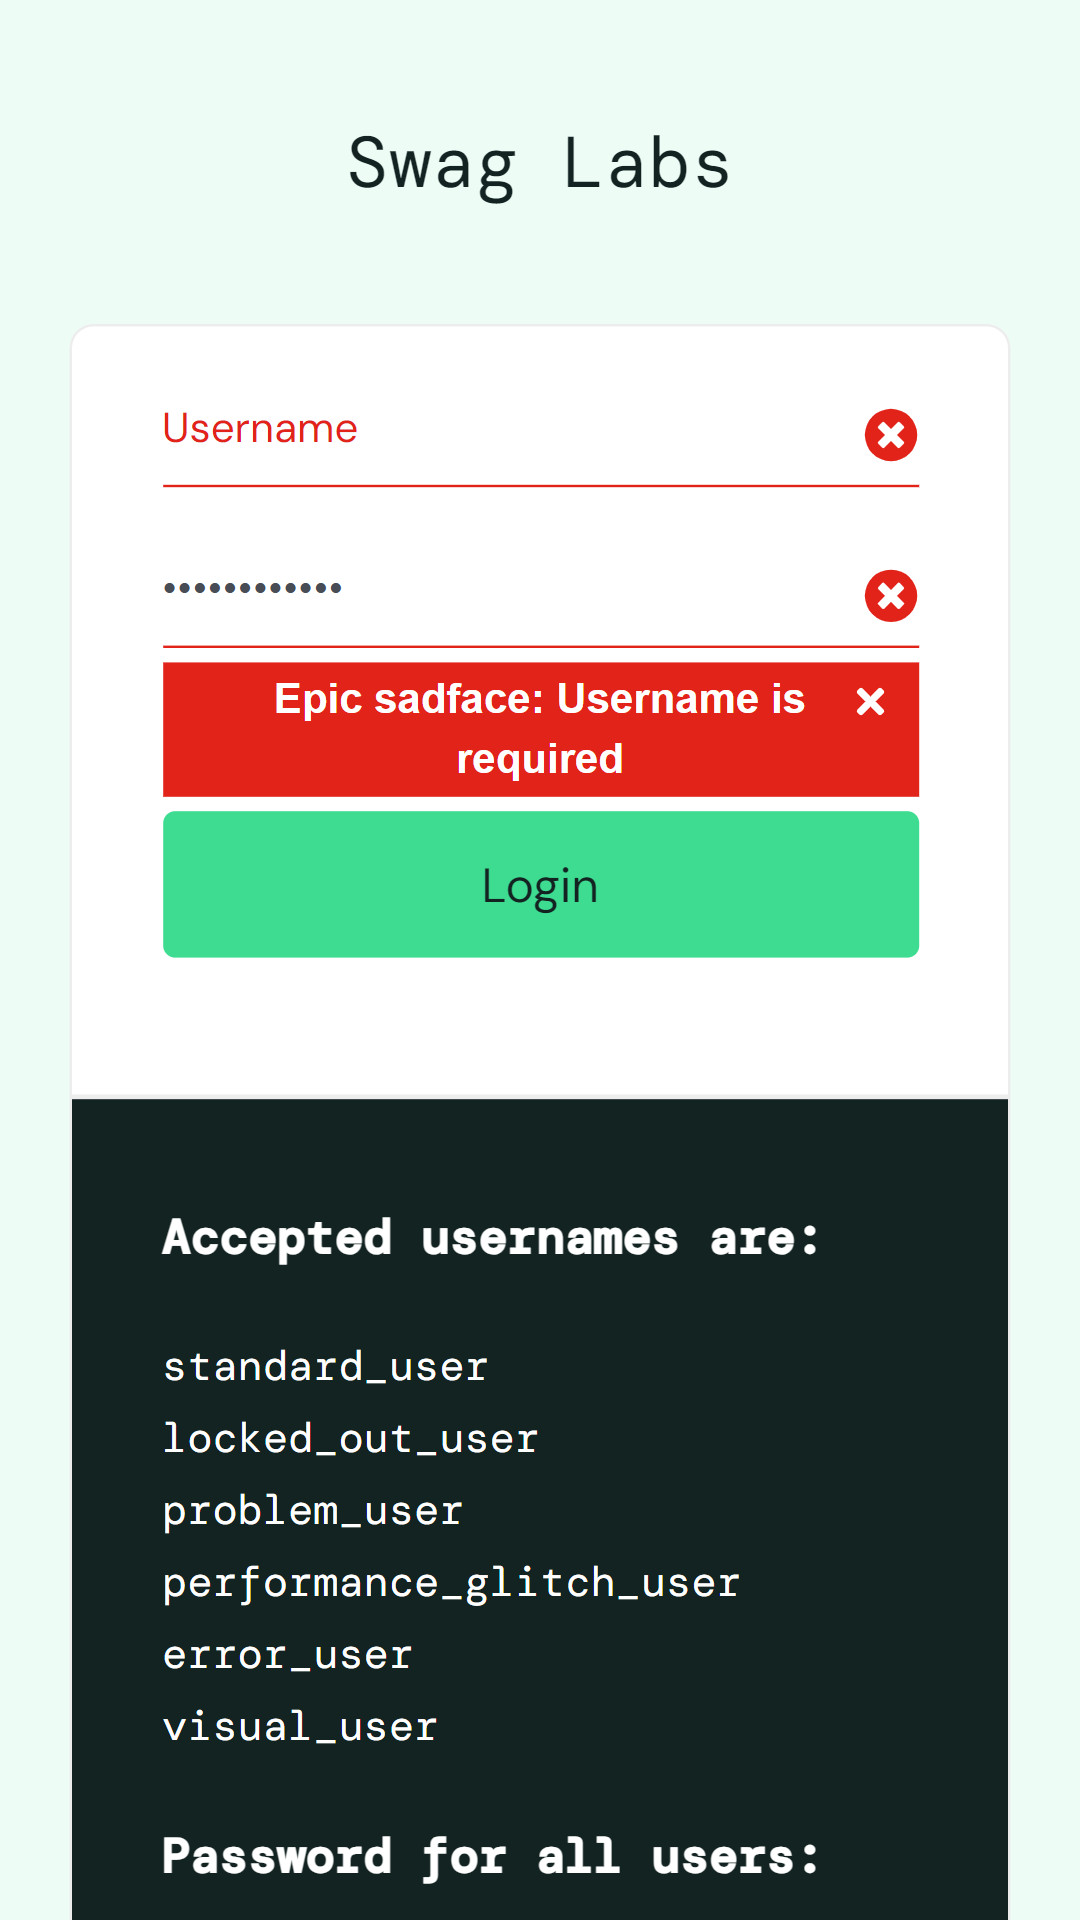 Swag Labs
Username
••••••••••••
Epic sadface: Username is
required
Login
Accepted usernames are:
standard_user
locked_out_user
problem_user
performance_glitch_user
error_user
visual_user
Password for all users: